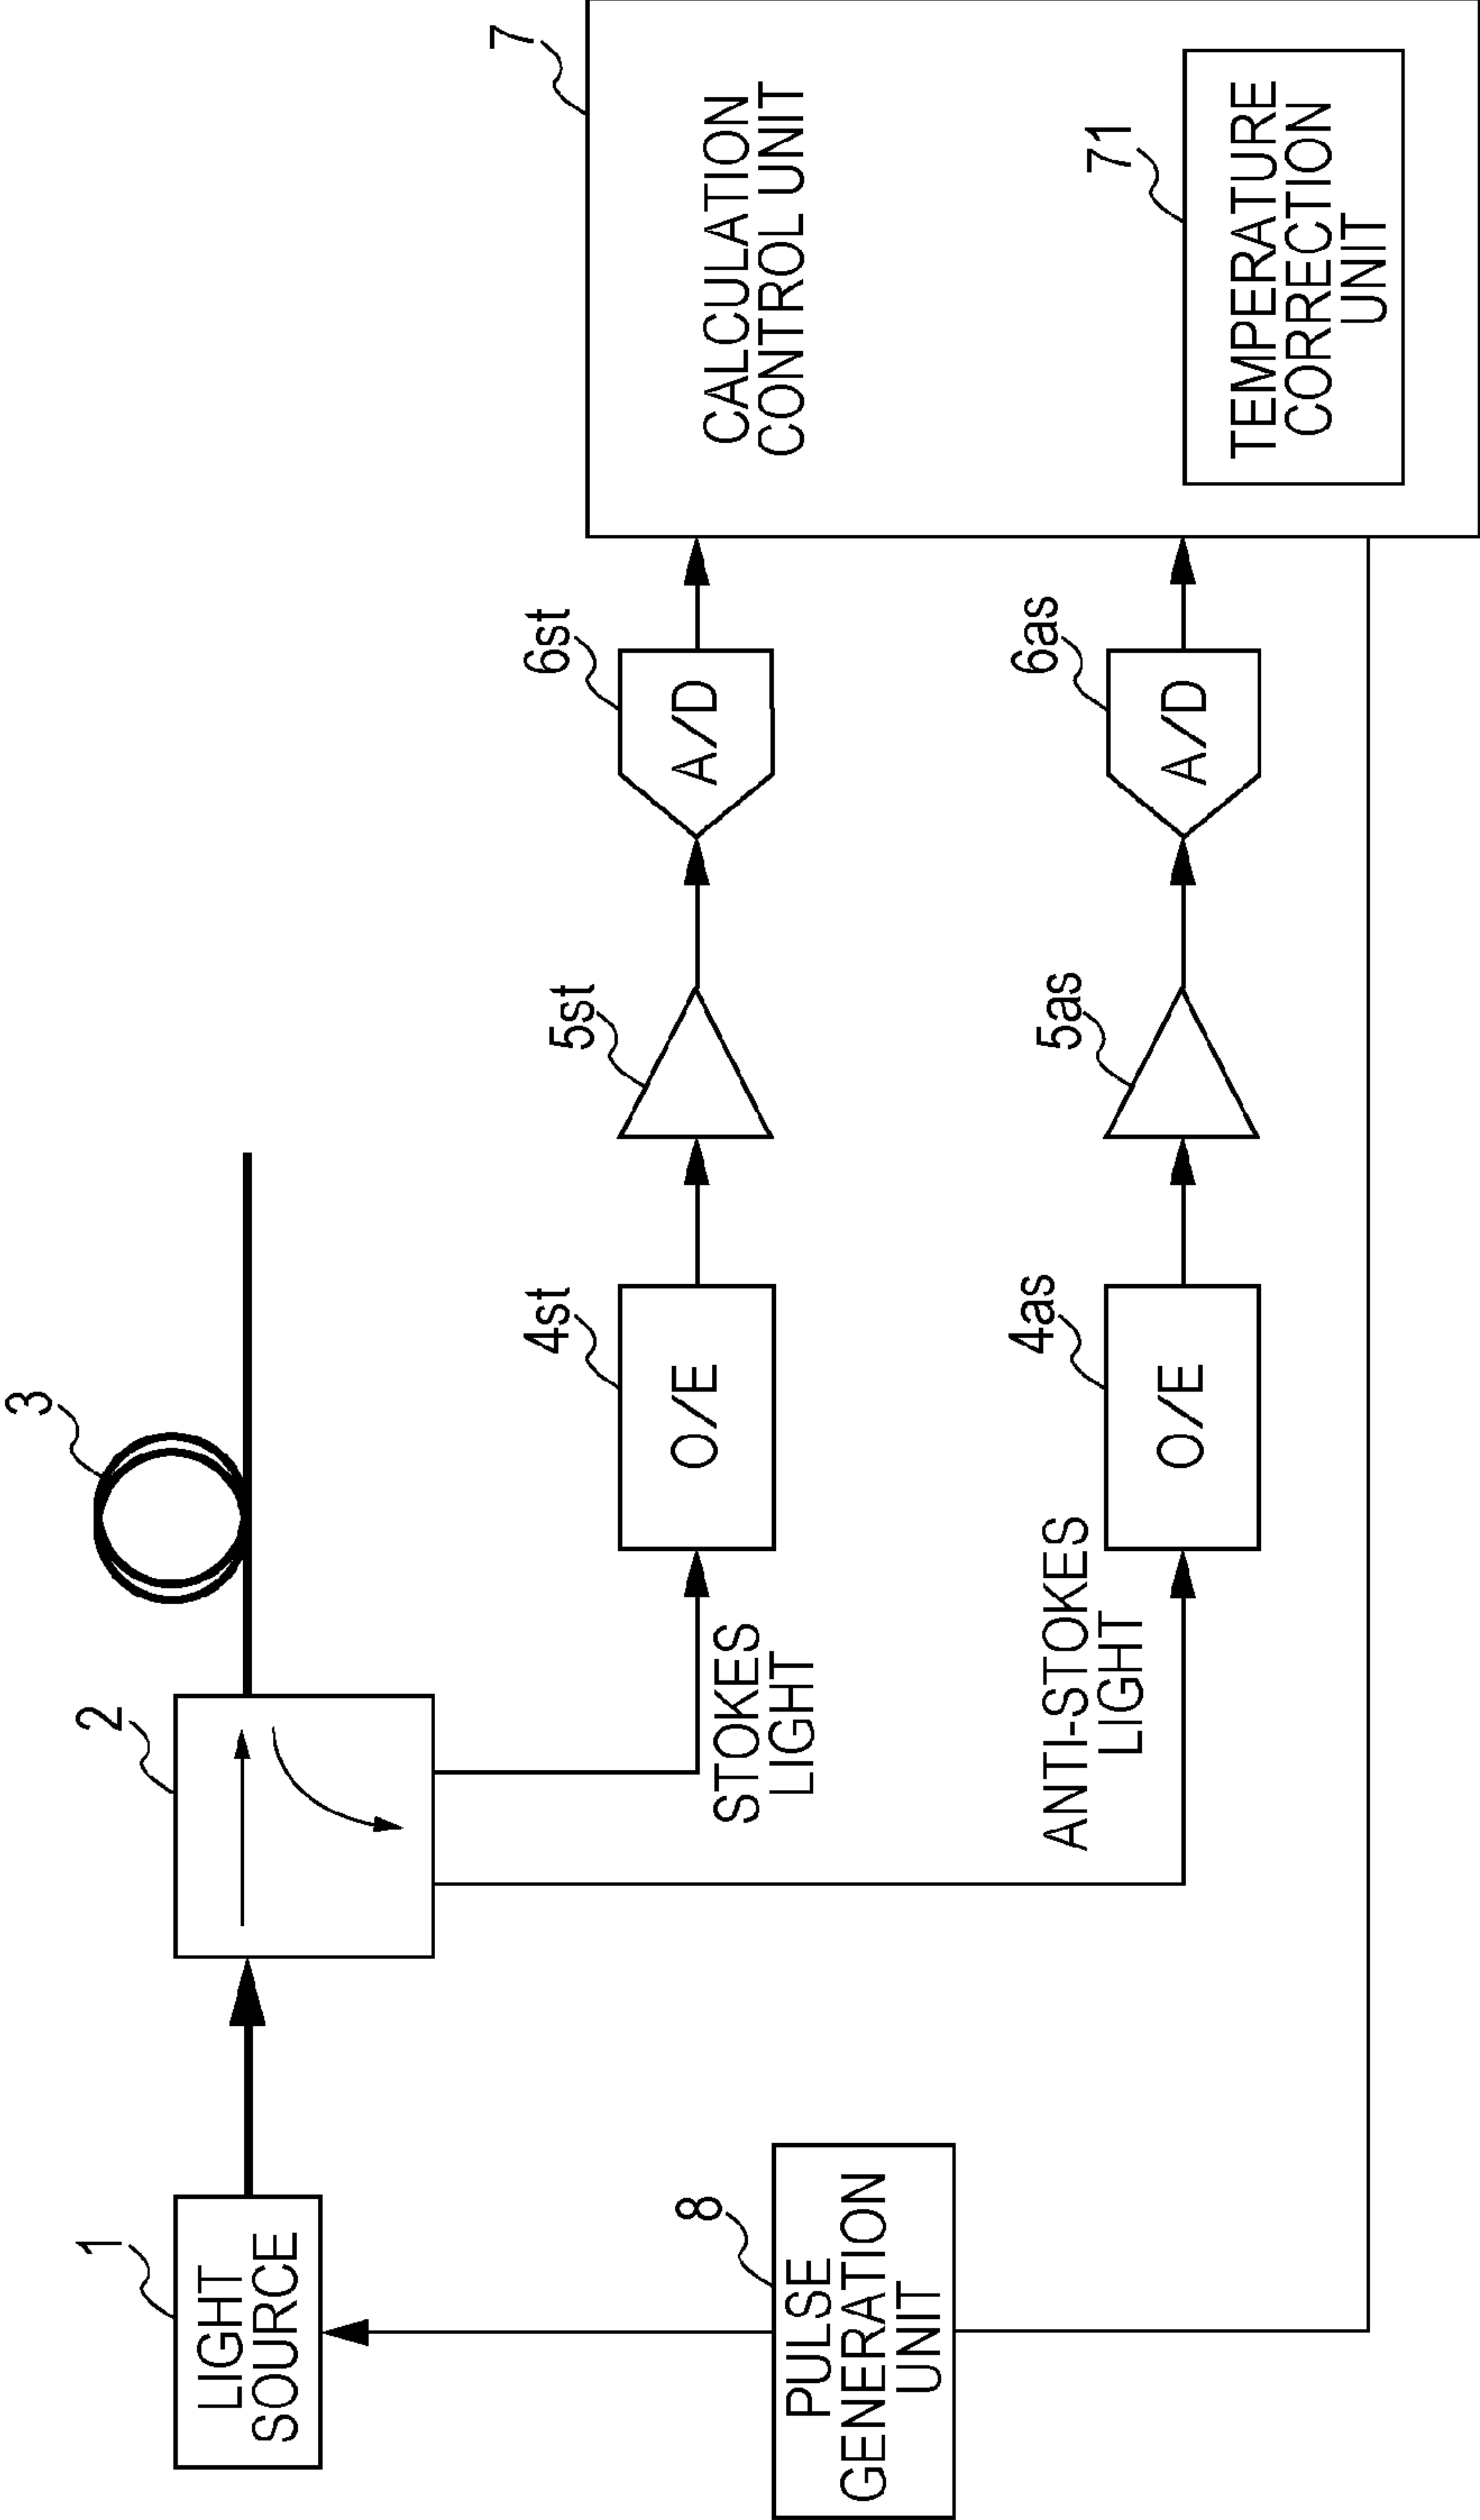 1
LIGHT
SOURCE
2
3
STOKES
LIGHT
ANTI-STOKES
LIGHT
4st
O/E
5st
6st
A/D
4as
O/E
5as
6as
A/D
7
CALCULATION
CONTROL UNIT
71
TEMPERATURE
CORRECTION
UNIT
8
PULSE
GENERATION
UNIT